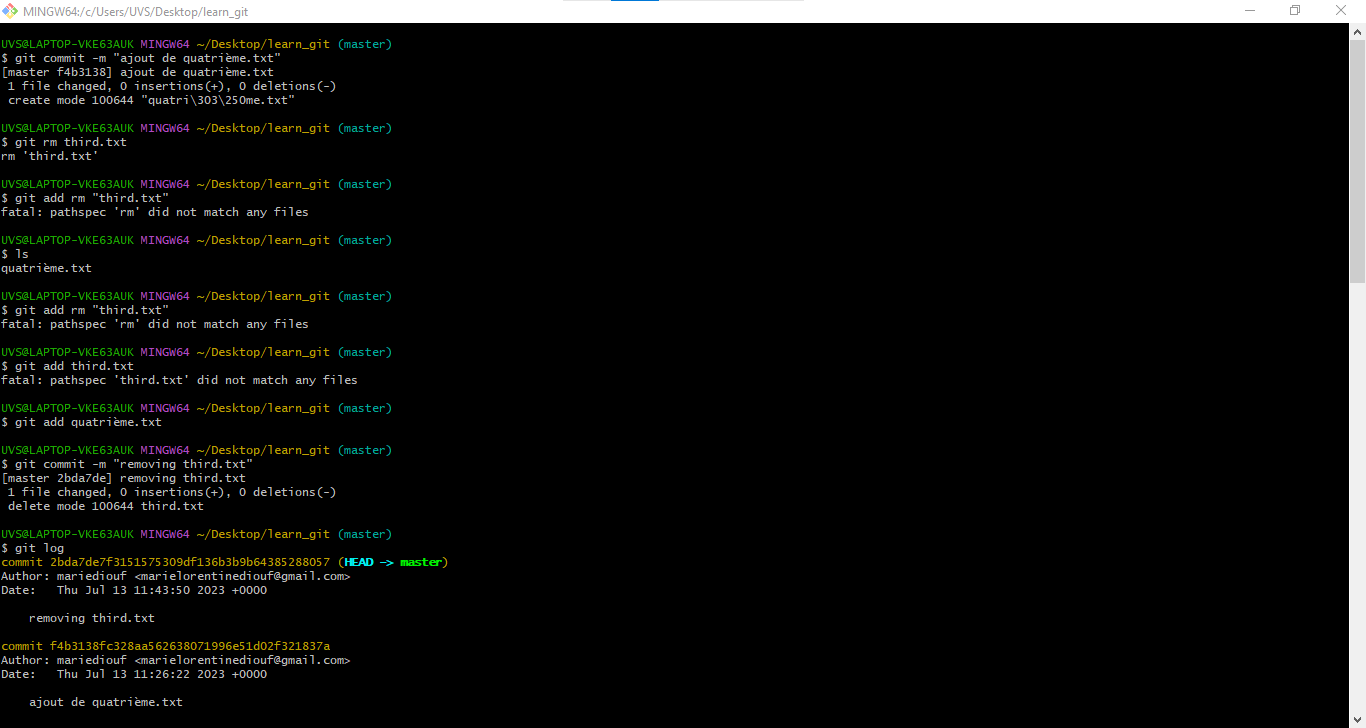 MINGW64:/c/Users/UVS/Desktop/learn_git
UVS@LAPTOP-VKE63AUK MINGW64 ~/Desktop/learn_git (master)
$ git commit -m "ajout de quatrième.txt"
[master f4b3138] ajout de quatrième.txt
 1 file changed, 0 insertions(+), 0 deletions(-)
 create mode 100644 "quatri\303\250me.txt"
UVS@LAPTOP-VKE63AUK MINGW64 ~/Desktop/learn_git (master)
$ git rm third.txt
rm 'third.txt'
UVS@LAPTOP-VKE63AUK MINGW64 ~/Desktop/learn_git (master)
$ git add rm "third.txt"
fatal: pathspec 'rm' did not match any files
UVS@LAPTOP-VKE63AUK MINGW64 ~/Desktop/learn_git (master)
$ ls
quatrième.txt
UVS@LAPTOP-VKE63AUK MINGW64 ~/Desktop/learn_git (master)
$ git add rm "third.txt"
fatal: pathspec 'rm' did not match any files
UVS@LAPTOP-VKE63AUK MINGW64 ~/Desktop/learn_git (master)
$ git add third.txt
fatal: pathspec 'third.txt' did not match any files
UVS@LAPTOP-VKE63AUK MINGW64 ~/Desktop/learn_git (master)
$ git add quatrième.txt
UVS@LAPTOP-VKE63AUK MINGW64 ~/Desktop/learn_git (master)
$ git commit -m "removing third.txt"
[master 2bda7de] removing third.txt
 1 file changed, 0 insertions(+), 0 deletions(-)
 delete mode 100644 third.txt
UVS@LAPTOP-VKE63AUK MINGW64 ~/Desktop/learn_git (master)
$ git log
commit 2bda7de7f3151575309df136b3b9b64385288057 (HEAD -> master)
Author: mariediouf <marielorentinediouf@gmail.com>
Date:   Thu Jul 13 11:43:50 2023 +0000
    removing third.txt
commit f4b3138fc328aa562638071996e51d02f321837a
Author: mariediouf <marielorentinediouf@gmail.com>
Date:   Thu Jul 13 11:26:22 2023 +0000
    ajout de quatrième.txt